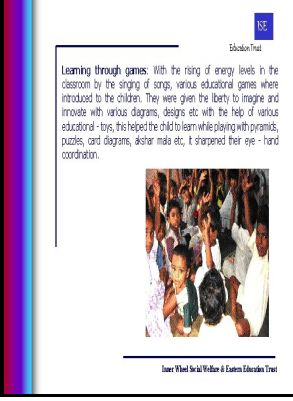 ISE
Education Trust
Learning through games: With the rising of energy levels in the
classroom by the singing of songs, various educational games where
introduced to the children. They were given the liberty to imagine and
innovate with various diagrams, designs etc with the help of various
educational - toys, this helped the child to learn while playing with pyramids,
puzzles, card diagrams, akshar mala etc, it sharpened their eye - hand
coordination.
Inner Wheel Social Welfare & Eastern Education Trust